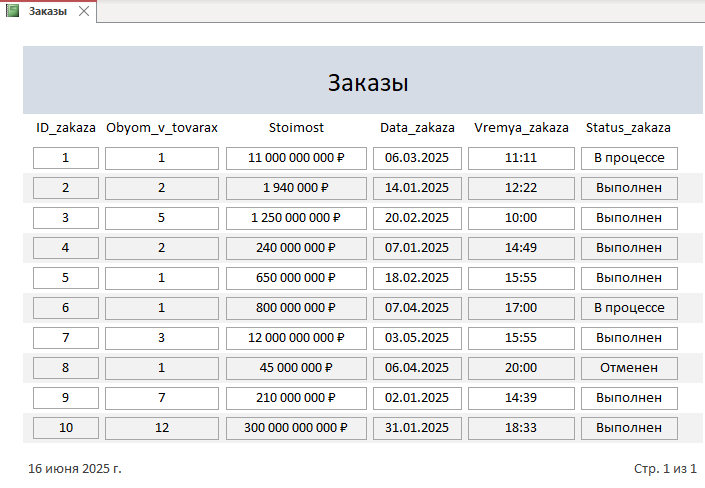 Заказы
Заказы
ID_zakaza Obyom_v_tovarax Stoimost Data_zakaza Vremya_zakaza Status_zakaza
1 1 11 000 000 000 ₽ 06.03.2025 11:11 В процессе
2 2 1 940 000 ₽ 14.01.2025 12:22 Выполнен
3 5 1 250 000 000 ₽ 20.02.2025 10:00 Выполнен
4 2 240 000 000 ₽ 07.01.2025 14:49 Выполнен
5 1 650 000 000 ₽ 18.02.2025 15:55 Выполнен
6 1 800 000 000 ₽ 07.04.2025 17:00 В процессе
7 3 12 000 000 000 ₽ 03.05.2025 15:55 Выполнен
8 1 45 000 000 ₽ 06.04.2025 20:00 Отменен
9 7 210 000 000 ₽ 02.01.2025 14:39 Выполнен
10 12 300 000 000 000 ₽ 31.01.2025 18:33 Выполнен
16 июня 2025 г. Стр. 1 из 1